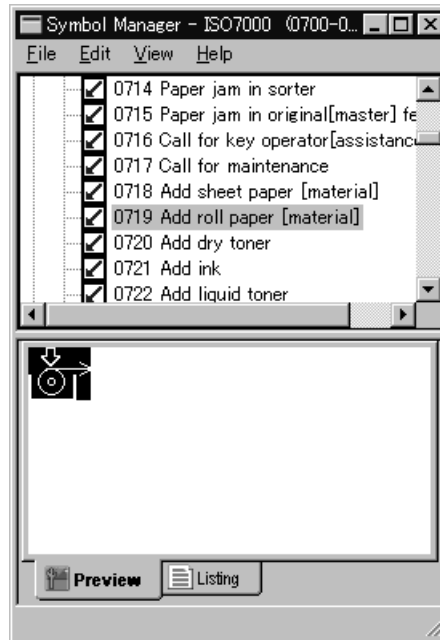 Symbol Manager - ISO7000 (0700-0...
File Edit View Help
0714 Paper jam in sorter
0715 Paper jam in original[master] fe
0716 Call for key operator[assistanc
0717 Call for maintenance
0718 Add sheet paper [material]
0719 Add roll paper [material]
0720 Add dry toner
0721 Add ink
0722 Add liquid toner
Preview Listing